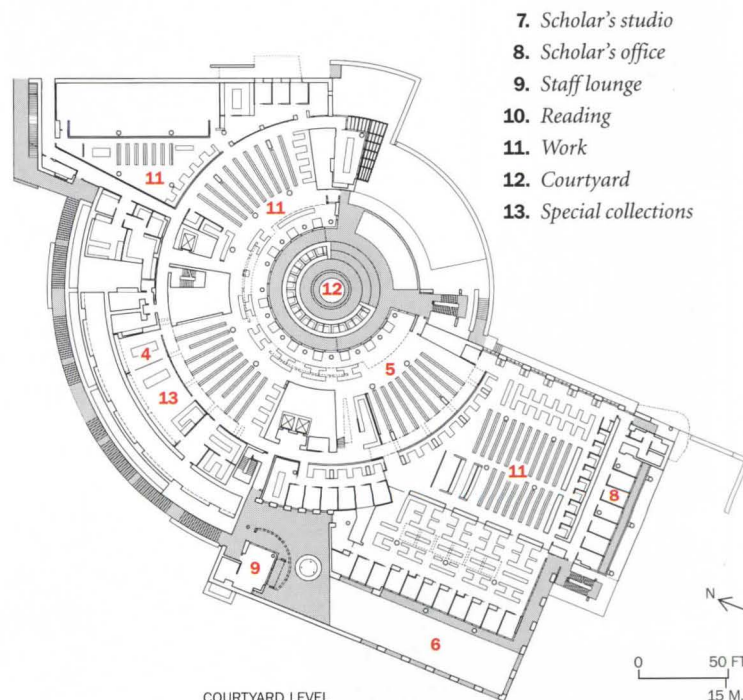 7. Scholar's studio
8. Scholar's office
9. Staff lounge
10. Reading
11. Work
12. Courtyard
13. Special collections
11
11
12
4
5
13
11
8
9
6
N
0 50 FT
15 M.
COURTYARD LEVEL